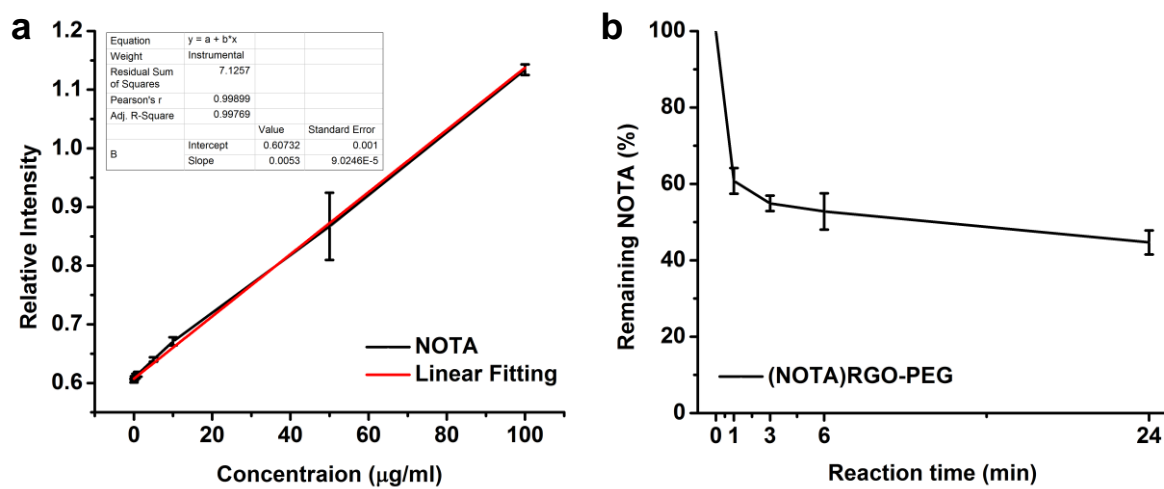 a
1.2
1.1
1.0
0.9
0.8
0.7
0.6
Relative Intensity
Equation y = a + b*x
Weight Instrumental
Residual Sum of Squares 7.1257
Pearson's r 0.99899
Adj. R-Square 0.99769
Value Standard Error
B Intercept 0.60732 0.001
Slope 0.0053 9.0246E-5
NOTA
Linear Fitting
0 20 40 60 80 100
Concentraion (μg/ml)
b
100
80
60
40
20
0
Remaining NOTA (%)
(NOTA)RGO-PEG
0 1 3 6 24
Reaction time (min)